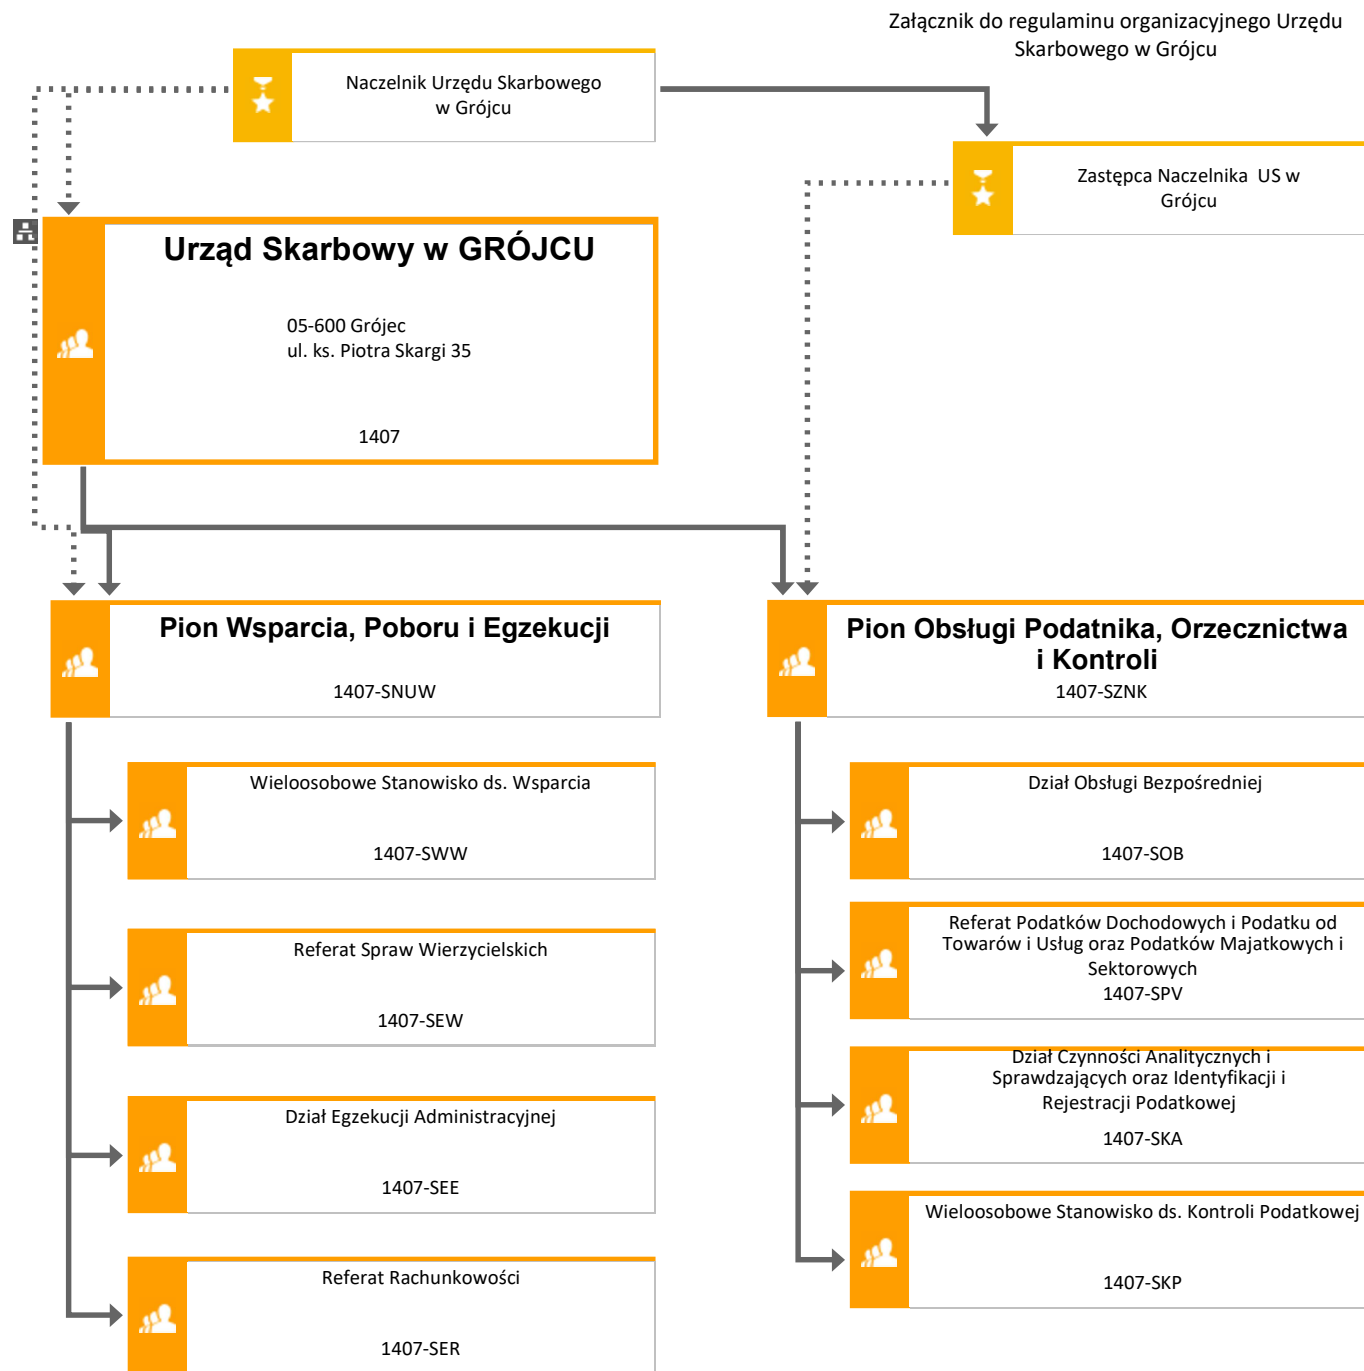 Załącznik do regulaminu organizacyjnego Urzędu
Skarbowego w Grójcu
Naczelnik Urzędu Skarbowego
w Grójcu
Zastępca Naczelnika US w
Grójcu
Urząd Skarbowy w GRÓJCU
05-600 Grójec
ul. ks. Piotra Skargi 35
1407
Pion Wsparcia, Poboru i Egzekucji
1407-SNUW
Wieloosobowe Stanowisko ds. Wsparcia
1407-SWW
Referat Spraw Wierzycielskich
1407-SEW
Dział Egzekucji Administracyjnej
1407-SEE
Referat Rachunkowości
1407-SER
Pion Obsługi Podatnika, Orzecznictwa
i Kontroli
1407-SZNK
Dział Obsługi Bezpośredniej
1407-SOB
Referat Podatków Dochodowych i Podatku od
Towarów i Usług oraz Podatków Majatkowych i
Sektorowych
1407-SPV
Dział Czynności Analitycznych i
Sprawdzających oraz Identyfikacji i
Rejestracji Podatkowej
1407-SKA
Wieloosobowe Stanowisko ds. Kontroli Podatkowej
1407-SKP